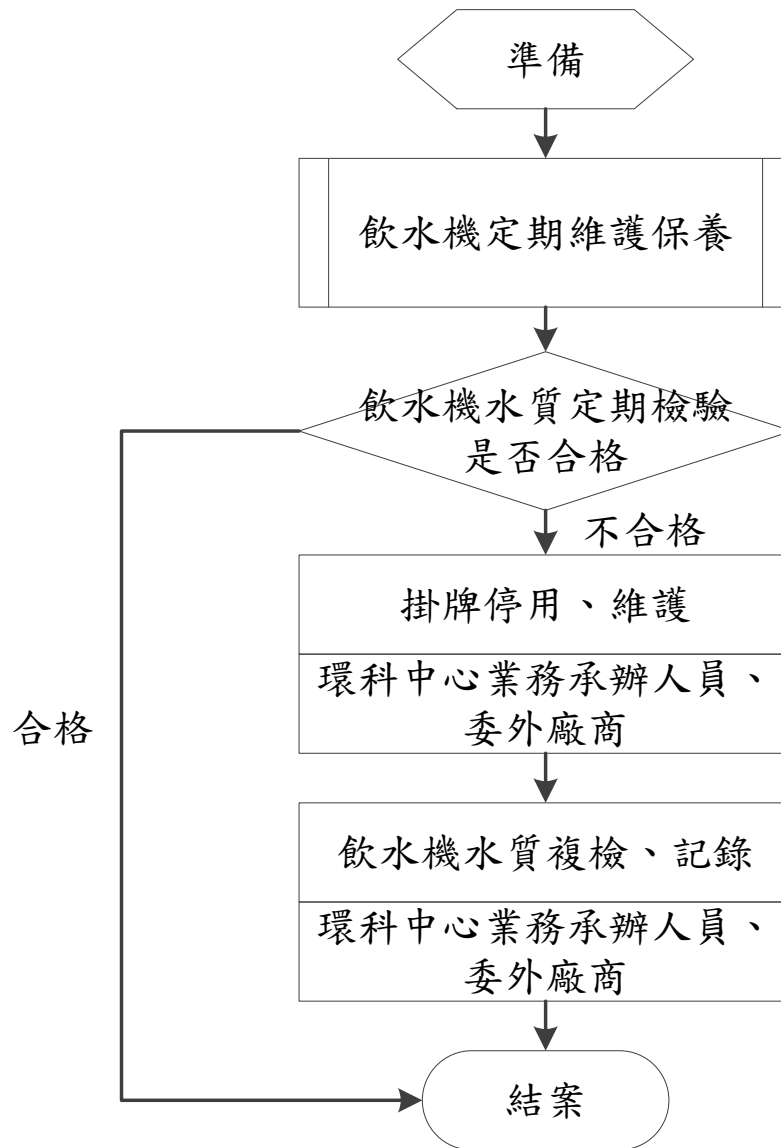 準備
飲水機定期維護保養
飲水機水質定期檢驗
是否合格
不合格
掛牌停用、維護
環科中心業務承辦人員、
委外廠商
合格
飲水機水質複檢、記錄
環科中心業務承辦人員、
委外廠商
結案